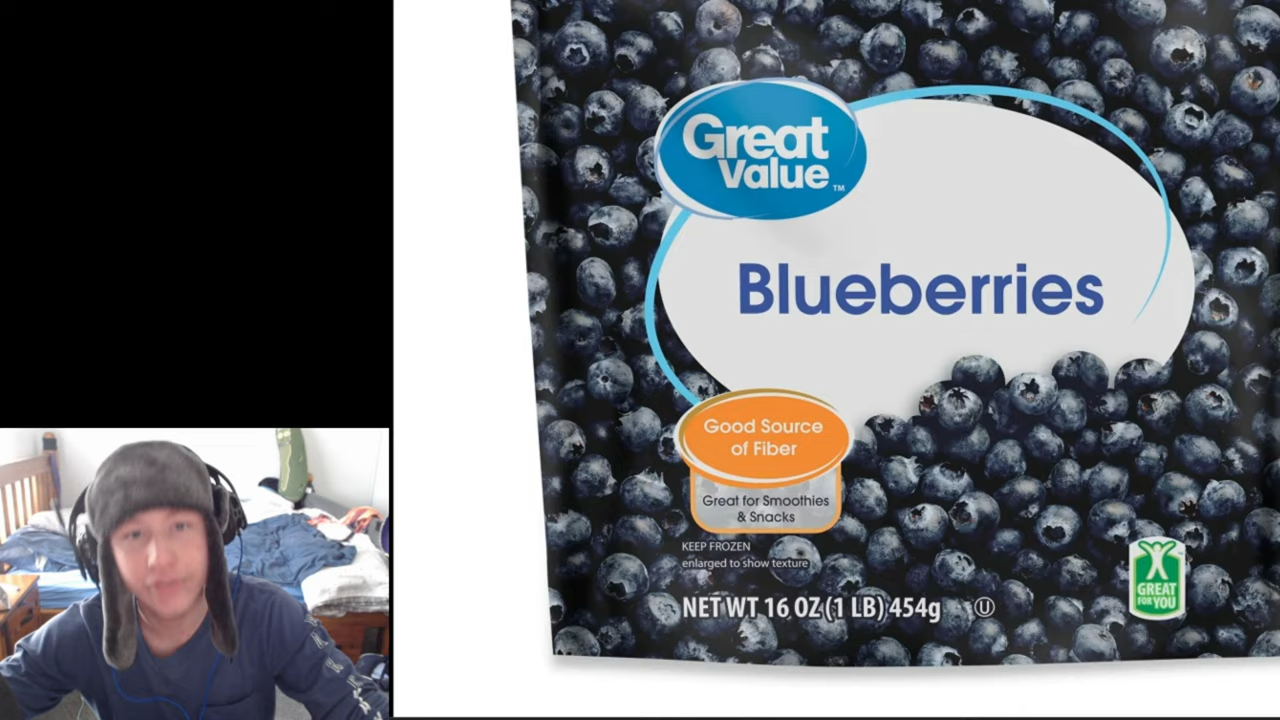 Great
Value™
Blueberries
Good Source
of Fiber
Great for Smoothies
& Snacks
KEEP FROZEN
enlarged to show texture
NET WT 16 OZ (1 LB) 454g
U
GREAT
FOR YOU